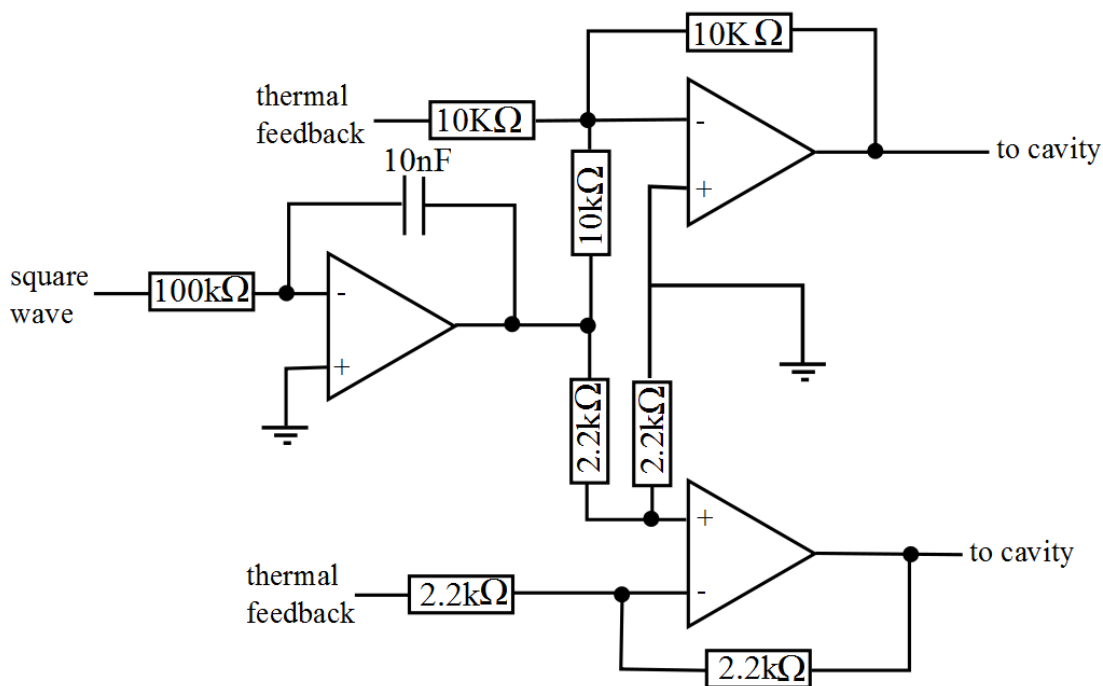 10KΩ
thermal
feedback
10KΩ
-
to cavity
10nF
10kΩ
+
square
wave
100kΩ
-
+
2.2kΩ
2.2kΩ
+
to cavity
thermal
feedback
2.2kΩ
-
2.2kΩ